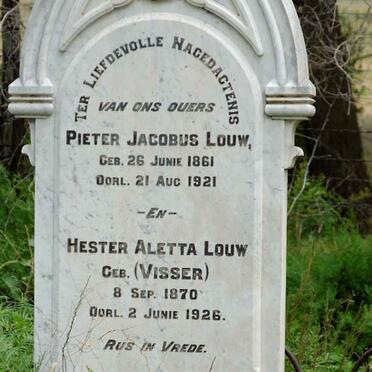 Ter Liefdevolle Nagedachtenis
van ons ouers
Pieter Jacobus Louw,
Geb. 26 Junie 1861
Oorl. 21 Aug 1921
-En-
Hester Aletta Louw
Geb. (Visser)
8 Sep. 1870
Oorl. 2 Junie 1926.
Rus in Vrede.